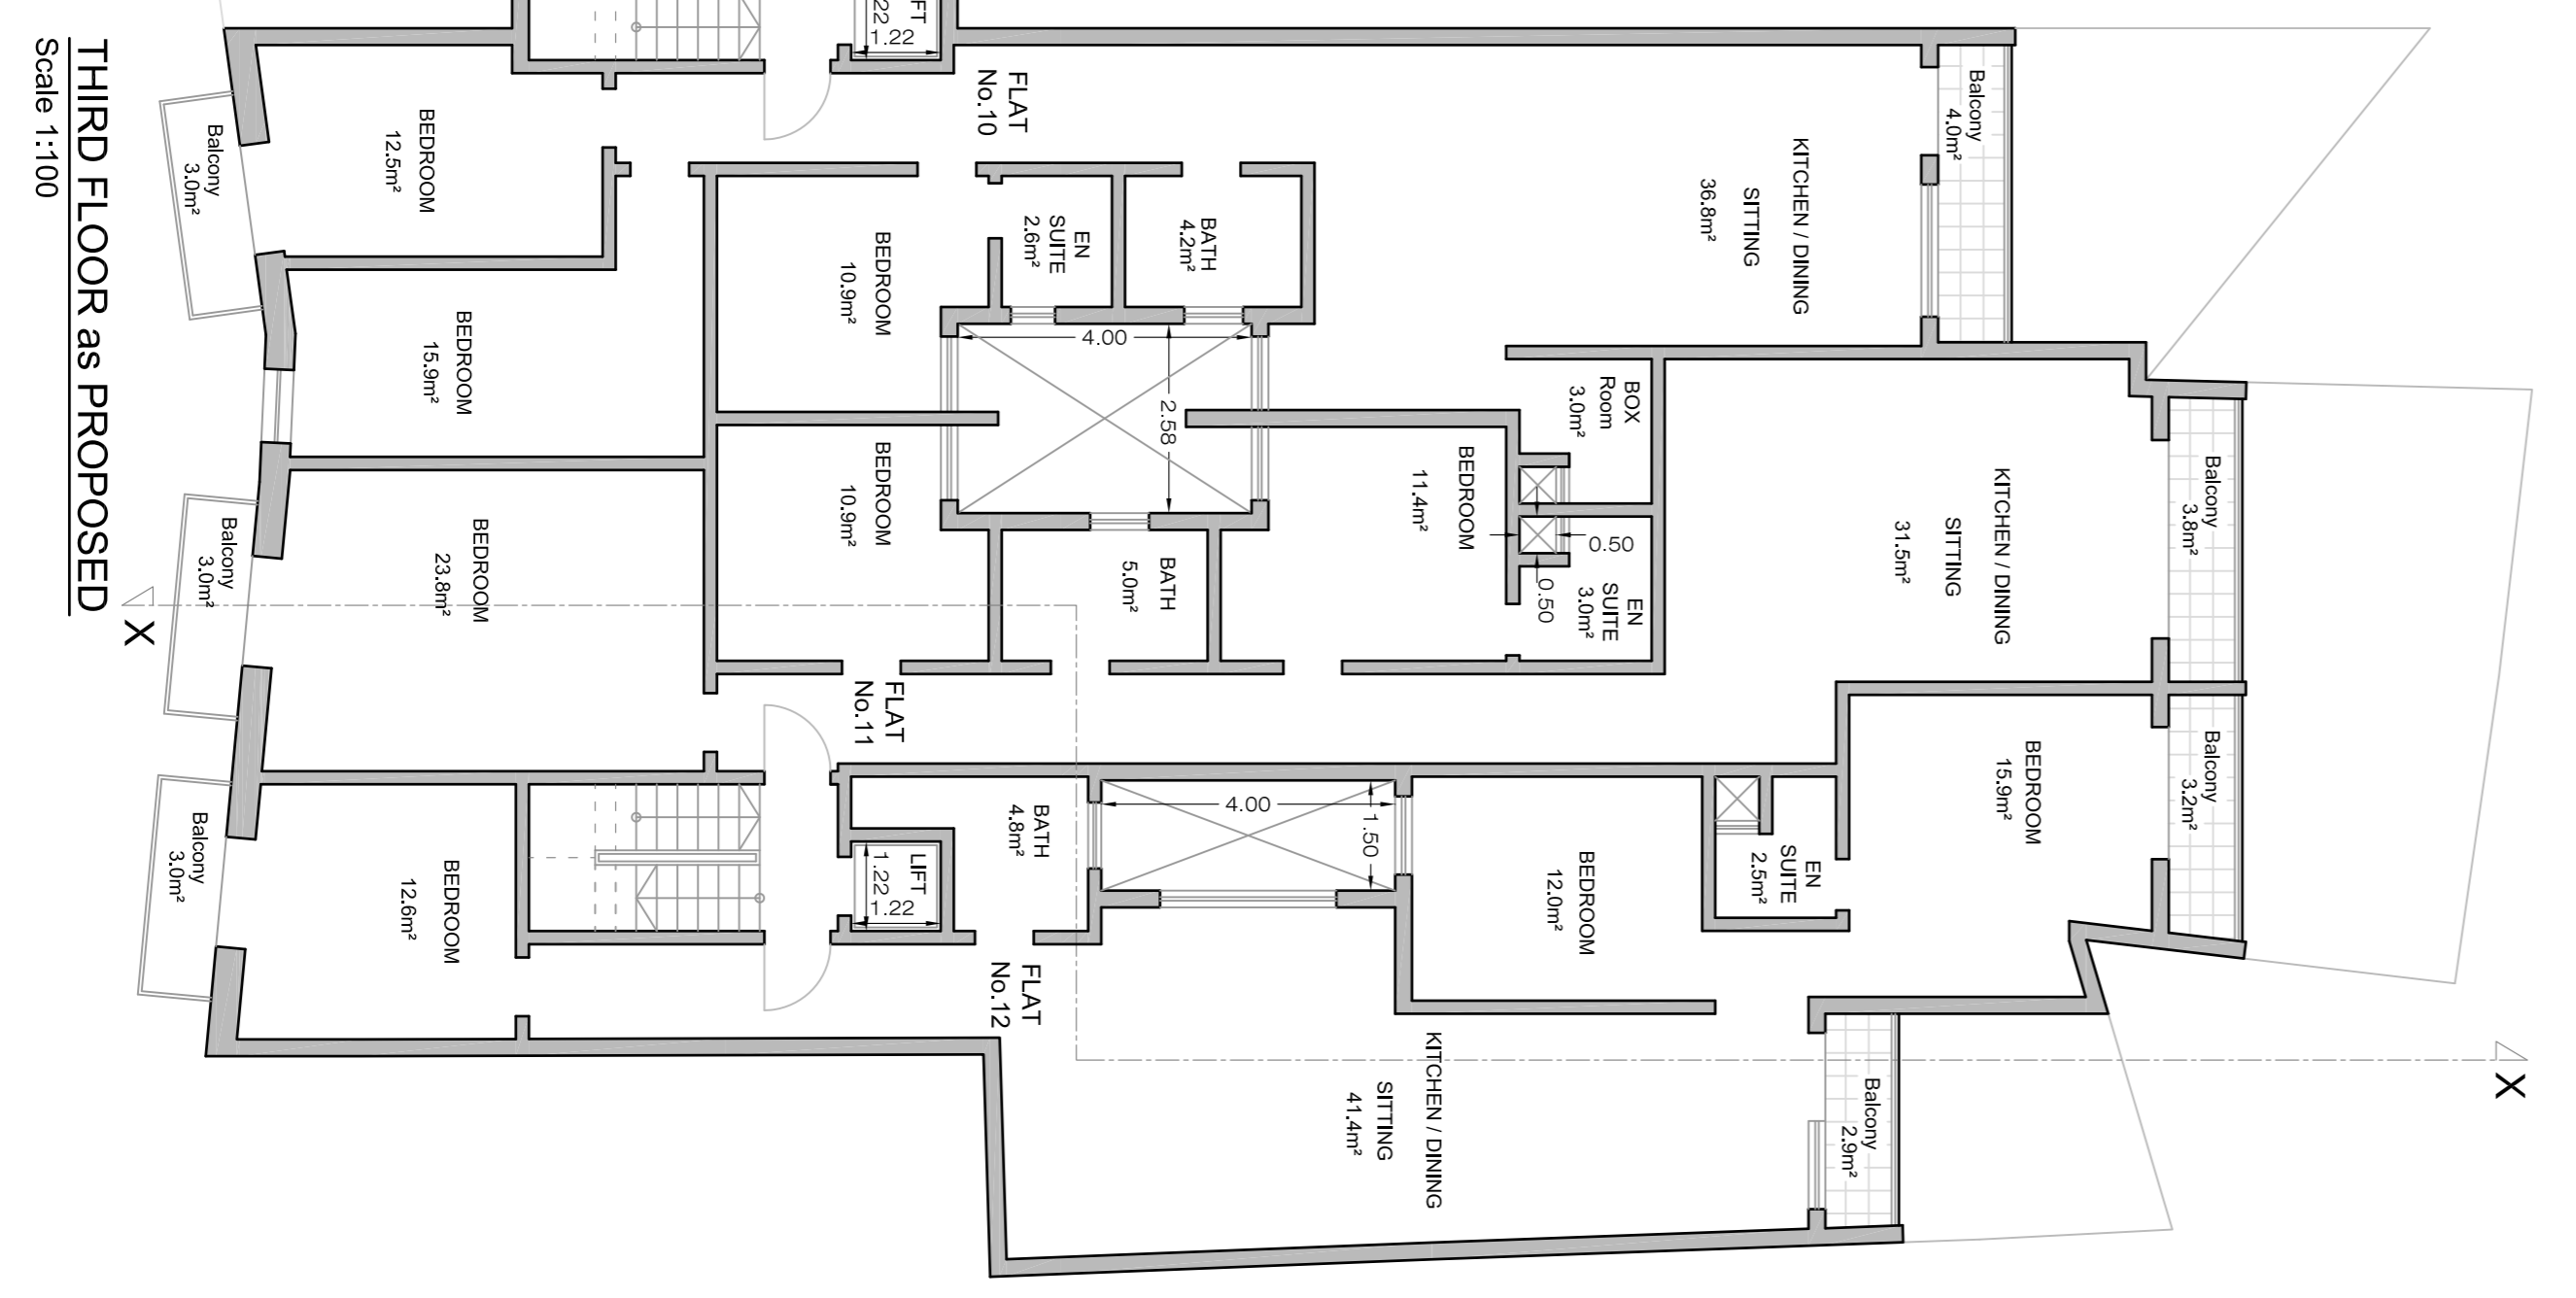 THIRD FLOOR as PROPOSED
Scale 1:100
FT
22
1.22
FLAT
No.10
BEDROOM
12.5m²
Balcony
3.0m²
BEDROOM
15.9m²
BEDROOM
10.9m²
EN
SUITE
2.6m²
BATH
4.2m²
KITCHEN / DINING
SITTING
36.8m²
Balcony
4.0m²
4.00
2.58
BOX
Room
3.0m²
BEDROOM
23.8m²
Balcony
3.0m²
X
BEDROOM
10.9m²
BATH
5.0m²
BEDROOM
11.4m²
0.50
0.50
EN
SUITE
3.0m²
KITCHEN / DINING
SITTING
31.5m²
Balcony
3.8m²
FLAT
No.11
BEDROOM
12.6m²
Balcony
3.0m²
LIFT
1.22
1.22
BATH
4.8m²
4.00
1.50
BEDROOM
12.0m²
EN
SUITE
2.5m²
BEDROOM
15.9m²
Balcony
3.2m²
FLAT
No.12
KITCHEN / DINING
SITTING
41.4m²
Balcony
2.9m²
X